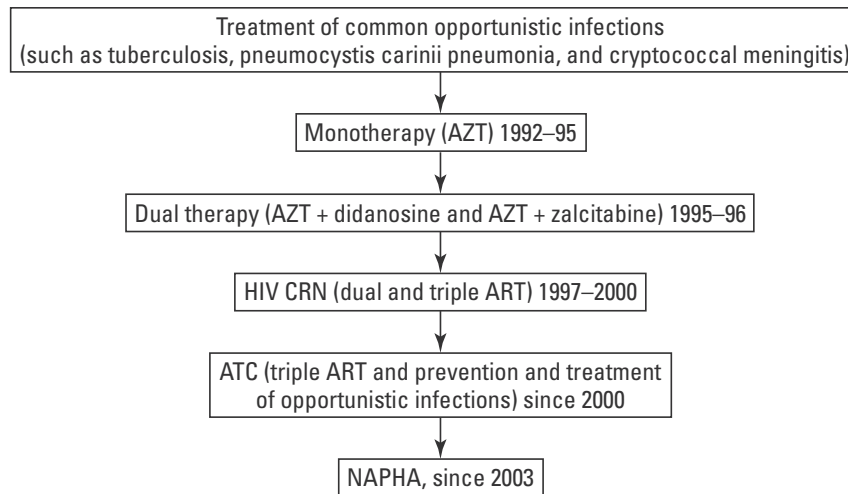 Treatment of common opportunistic infections
(such as tuberculosis, pneumocystis carinii pneumonia, and cryptococcal meningitis)
Monotherapy (AZT) 1992–95
Dual therapy (AZT + didanosine and AZT + zalcitabine) 1995–96
HIV CRN (dual and triple ART) 1997–2000
ATC (triple ART and prevention and treatment
of opportunistic infections) since 2000
NAPHA, since 2003